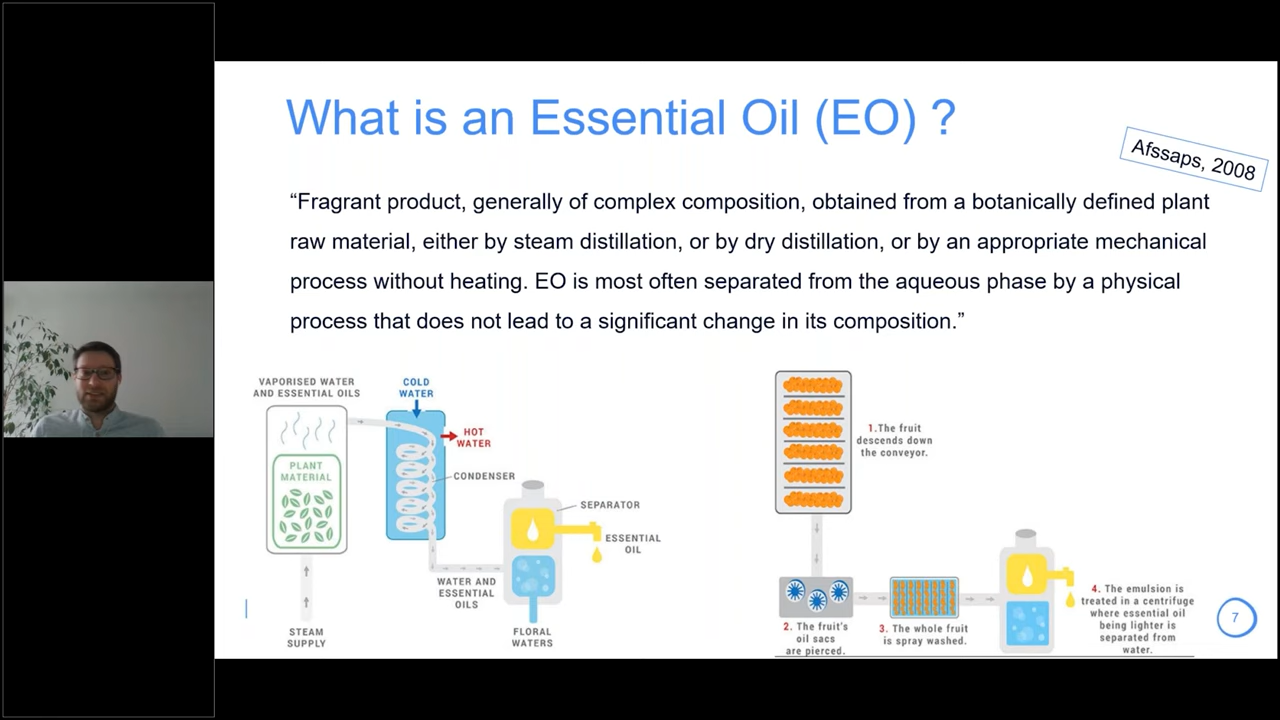 What is an Essential Oil (EO) ?
Afssaps, 2008
“Fragrant product, generally of complex composition, obtained from a botanically defined plant
raw material, either by steam distillation, or by dry distillation, or by an appropriate mechanical
process without heating. EO is most often separated from the aqueous phase by a physical
process that does not lead to a significant change in its composition.”
VAPORISED WATER
AND ESSENTIAL OILS
COLD
WATER
HOT
WATER
PLANT
MATERIAL
CONDENSER
SEPARATOR
ESSENTIAL
OIL
WATER AND
ESSENTIAL
OILS
STEAM
SUPPLY
FLORAL
WATERS
1.The fruit
descends down
the conveyor.
2. The fruit's
oil sacs
are pierced.
3. The whole fruit
is spray washed.
4. The emulsion is
treated in a centrifuge
where essential oil
being lighter is
separated from
water.
7